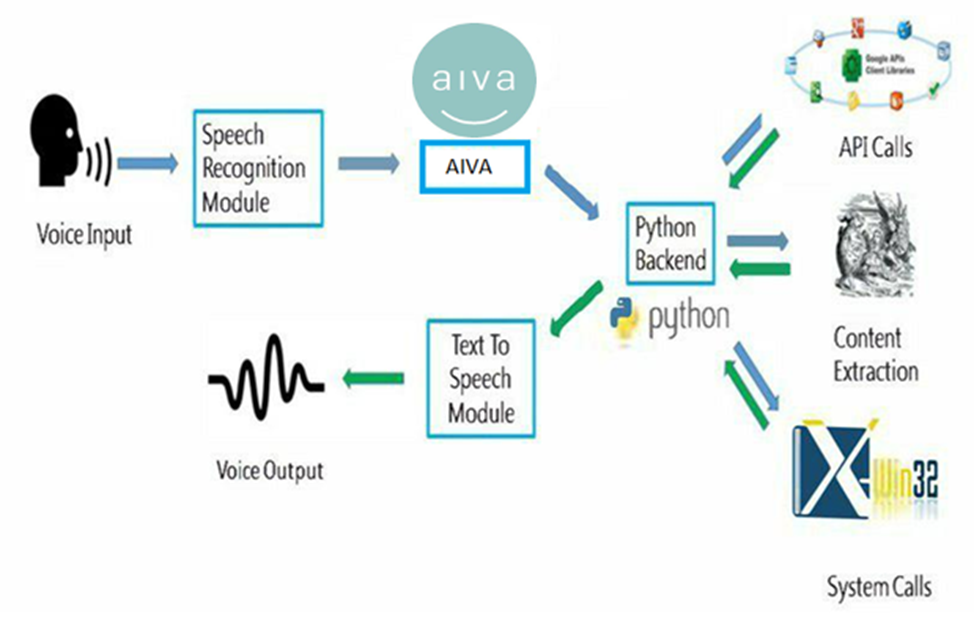 aiva
AIVA
Voice Input
Speech
Recognition
Module
Python
Backend
python
Google APIs
Client Libraries
API Calls
Content
Extraction
X-Win32
System Calls
Text To
Speech
Module
Voice Output